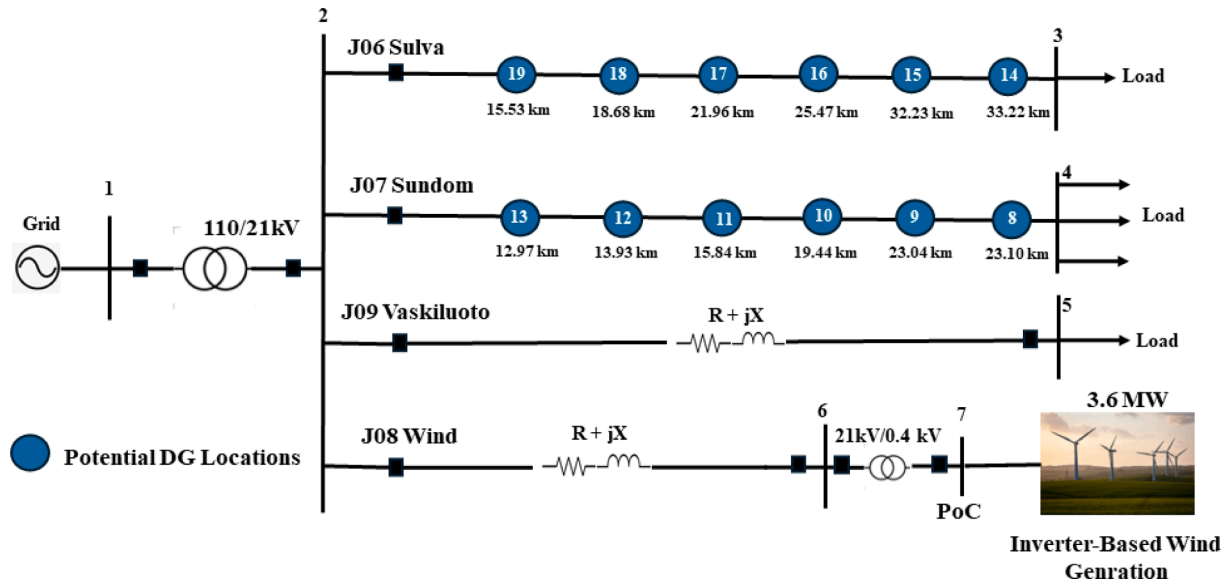 2
J06 Sulva
19
18
17
16
15
14
3
Load
15.53 km
18.68 km
21.96 km
25.47 km
32.23 km
33.22 km
1
Grid
110/21kV
J07 Sundom
13
12
11
10
9
8
4
Load
12.97 km
13.93 km
15.84 km
19.44 km
23.04 km
23.10 km
J09 Vaskiluoto
R + jX
5
Load
J08 Wind
R + jX
6
21kV/0.4 kV
7
PoC
3.6 MW
Potential DG Locations
Inverter-Based Wind
Genration